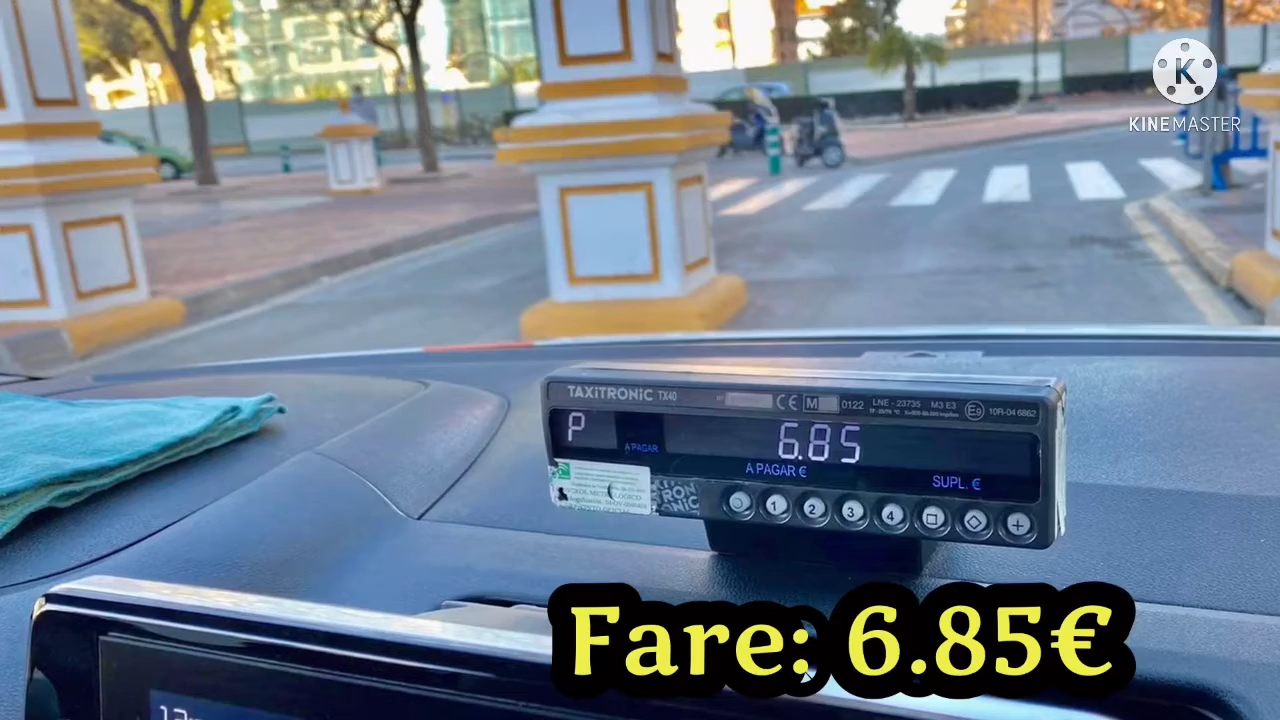 K
KINEMASTER
TAXITRONIC TX40
CE M 0122
LNE - 23735 M3 E3
E9 10R-04 6862
P
A PAGAR
6.85
A PAGAR €
SUPL. €
1 2 3 4
Fare: 6.85€